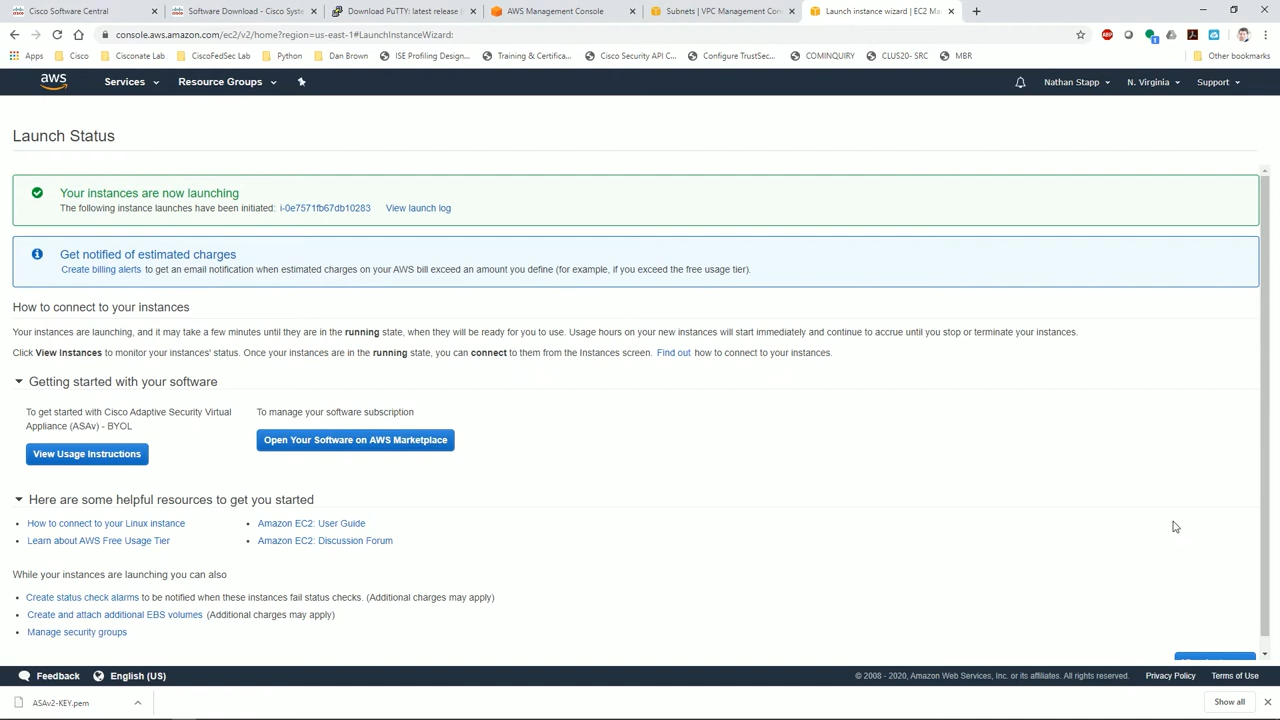 Cisco Software Central
Software Download - Cisco Syste
Download PuTTY: latest release (
AWS Management Console
Subnets | VPC Management Con
Launch instance wizard | EC2 Ma
console.aws.amazon.com/ec2/v2/home?region=us-east-1#LaunchInstanceWizard:
Apps
Cisco
Cisconate Lab
CiscoFedSec Lab
Python
Dan Brown
ISE Profiling Design...
Training & Certifica...
Cisco Security API C...
Configure TrustSec...
COMINQUIRY
CLUS20- SRC
MBR
Other bookmarks
aws
Services
Resource Groups
Nathan Stapp
N. Virginia
Support
Launch Status
Your instances are now launching
The following instance launches have been initiated: i-0e7571fb67db10283 View launch log
Get notified of estimated charges
Create billing alerts to get an email notification when estimated charges on your AWS bill exceed an amount you define (for example, if you exceed the free usage tier).
How to connect to your instances
Your instances are launching, and it may take a few minutes until they are in the running state, when they will be ready for you to use. Usage hours on your new instances will start immediately and continue to accrue until you stop or terminate your instances.
Click View Instances to monitor your instances' status. Once your instances are in the running state, you can connect to them from the Instances screen. Find out how to connect to your instances.
Getting started with your software
To get started with Cisco Adaptive Security Virtual
Appliance (ASAv) - BYOL
View Usage Instructions
To manage your software subscription
Open Your Software on AWS Marketplace
Here are some helpful resources to get you started
• How to connect to your Linux instance
• Learn about AWS Free Usage Tier
• Amazon EC2: User Guide
• Amazon EC2: Discussion Forum
While your instances are launching you can also
• Create status check alarms to be notified when these instances fail status checks. (Additional charges may apply)
• Create and attach additional EBS volumes (Additional charges may apply)
• Manage security groups
Feedback
English (US)
© 2008 - 2020, Amazon Web Services, Inc. or its affiliates. All rights reserved.
Privacy Policy
Terms of Use
ASAv2-KEY.pem
Show all